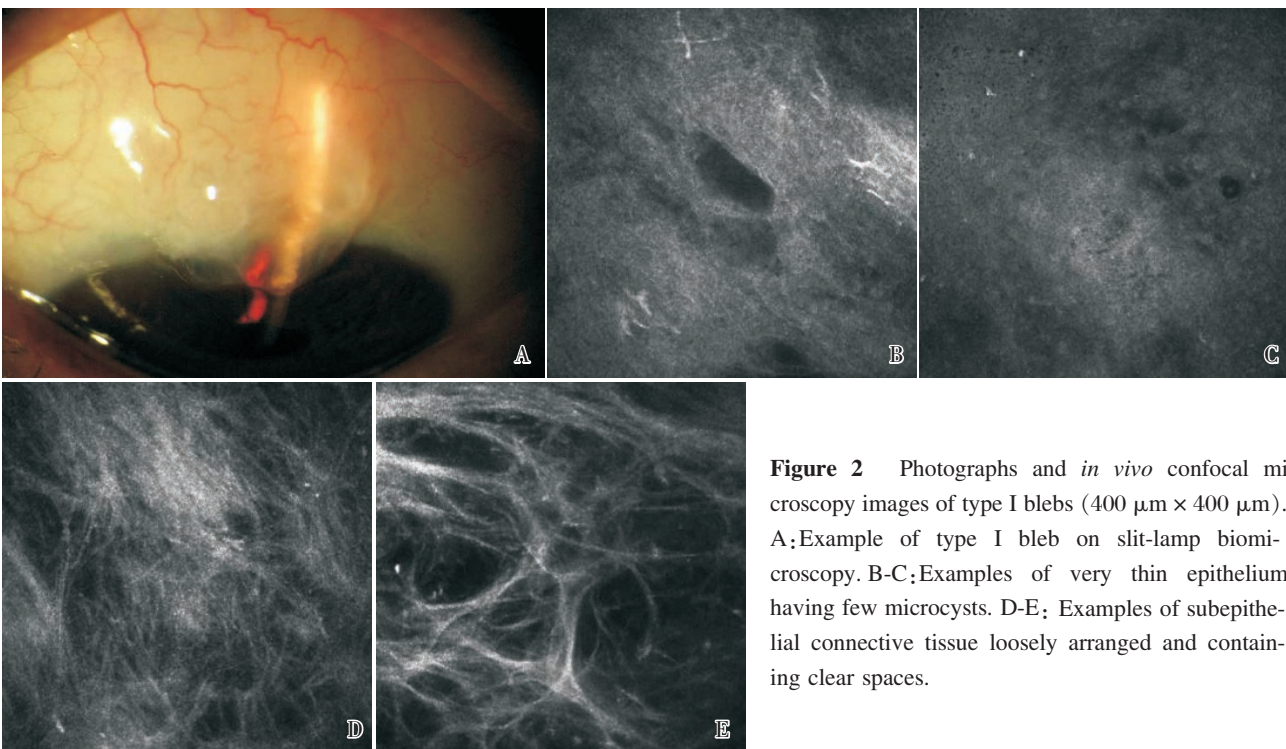 A
B
C
D
E
Figure 2 Photographs and in vivo confocal mi
croscopy images of type I blebs (400 μm × 400 μm).
A:Example of type I bleb on slit-lamp biomi-
croscopy. B-C:Examples of very thin epithelium
having few microcysts. D-E: Examples of subepithe-
lial connective tissue loosely arranged and contain-
ing clear spaces.